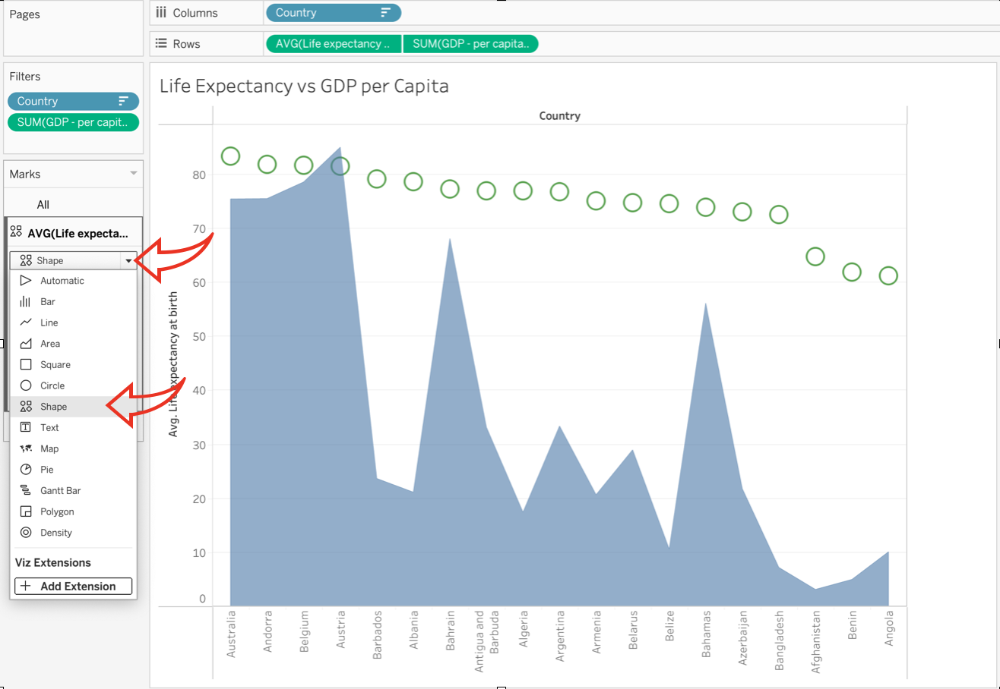 Pages
Columns
Country
Rows
AVG(Life expectancy ..
SUM(GDP - per capita..
Filters
Country
SUM(GDP - per capit..
Marks
All
AVG(Life expecta...
Shape
Automatic
Bar
Line
Area
Square
Circle
Shape
Text
Map
Pie
Gantt Bar
Polygon
Density
Viz Extensions
Add Extension
Life Expectancy vs GDP per Capita
Country
Avg. Life expectancy at birth
80
70
60
50
40
30
20
10
0
Australia
Andorra
Belgium
Austria
Barbados
Albania
Bahrain
Antigua and
Barbuda
Algeria
Argentina
Armenia
Belarus
Belize
Bahamas
Azerbaijan
Bangladesh
Afghanistan
Benin
Angola